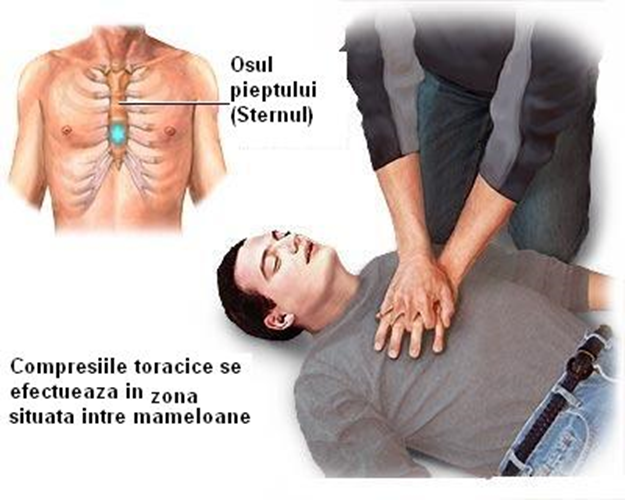 Osul
pieptului
(Sternul)
Compresiile toracice se
efectueaza in zona
situata intre mameloane